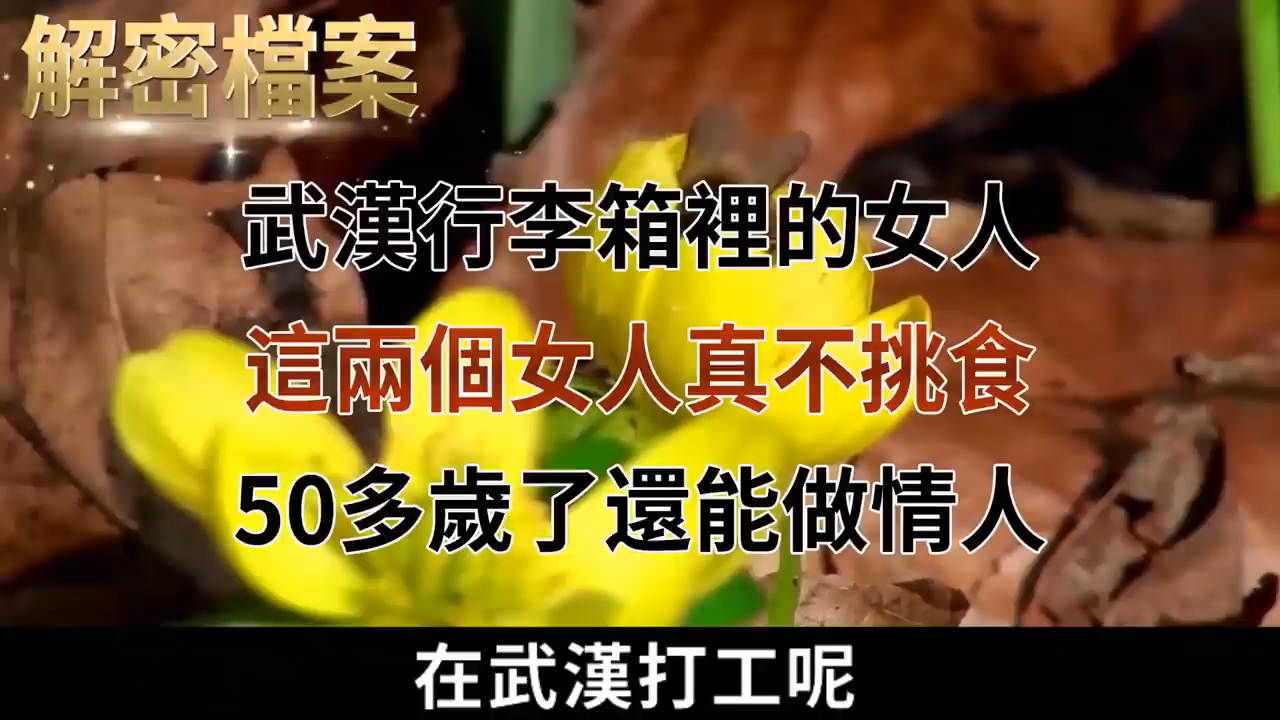 解密檔案
武漢行李箱裡的女人
這兩個女人真不挑食
50多歲了還能做情人
在武漢打工呢